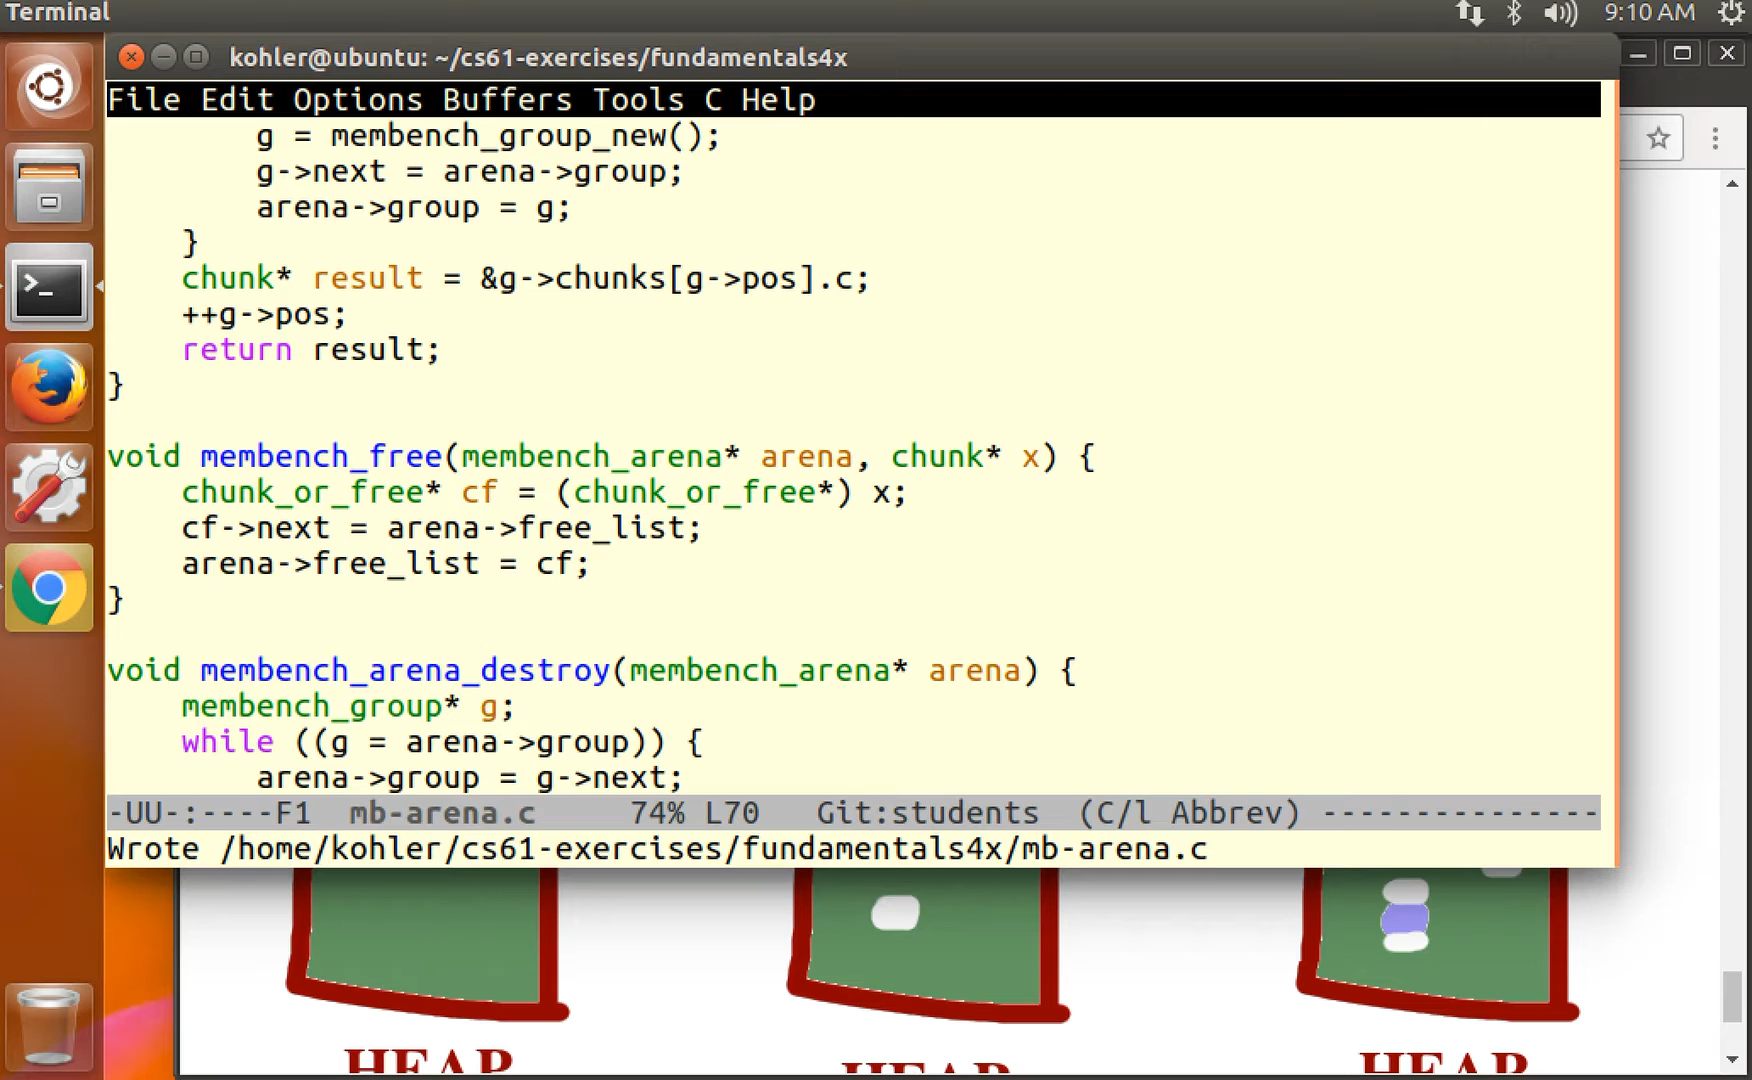 Terminal
9:10 AM
kohler@ubuntu: ~/cs61-exercises/fundamentals4x
File Edit Options Buffers Tools C Help
        g = membench_group_new();
        g->next = arena->group;
        arena->group = g;
    }
    chunk* result = &g->chunks[g->pos].c;
    ++g->pos;
    return result;
}
void membench_free(membench_arena* arena, chunk* x) {
    chunk_or_free* cf = (chunk_or_free*) x;
    cf->next = arena->free_list;
    arena->free_list = cf;
}
void membench_arena_destroy(membench_arena* arena) {
    membench_group* g;
    while ((g = arena->group)) {
        arena->group = g->next;
-UU-:----F1  mb-arena.c     74% L70   Git:students  (C/l Abbrev) ---------------
Wrote /home/kohler/cs61-exercises/fundamentals4x/mb-arena.c
HEAP HEAP HEAP